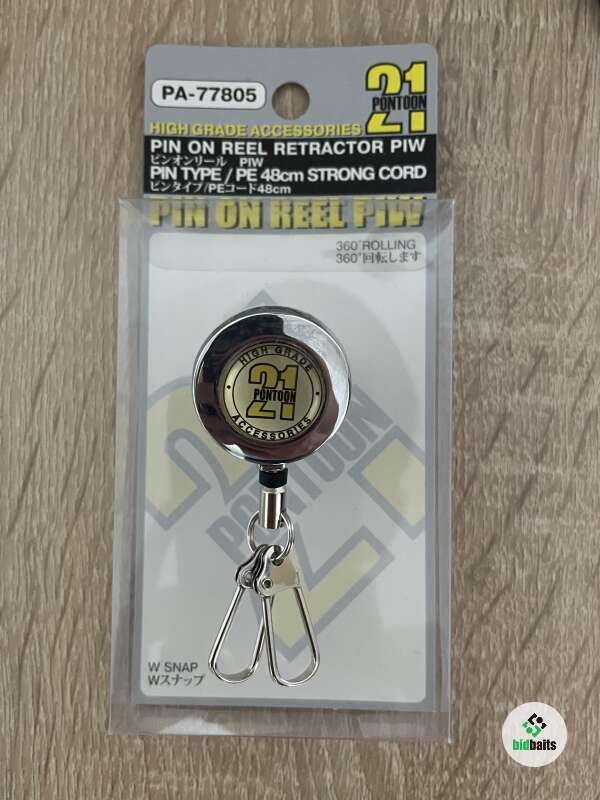 PA-77805
21
PONTOON
HIGH GRADE ACCESSORIES
PIN ON REEL RETRACTOR PIW
ピンオンリール PIW
PIN TYPE/PE 48cm STRONG CORD
ピンタイプ/PEコード48cm
PIN ON REEL PIW
360°ROLLING
360°回転します
HIGH GRADE
21
PONTOON
ACCESSORIES
21
PONTOON
W SNAP
Wスナップ
bidbaits